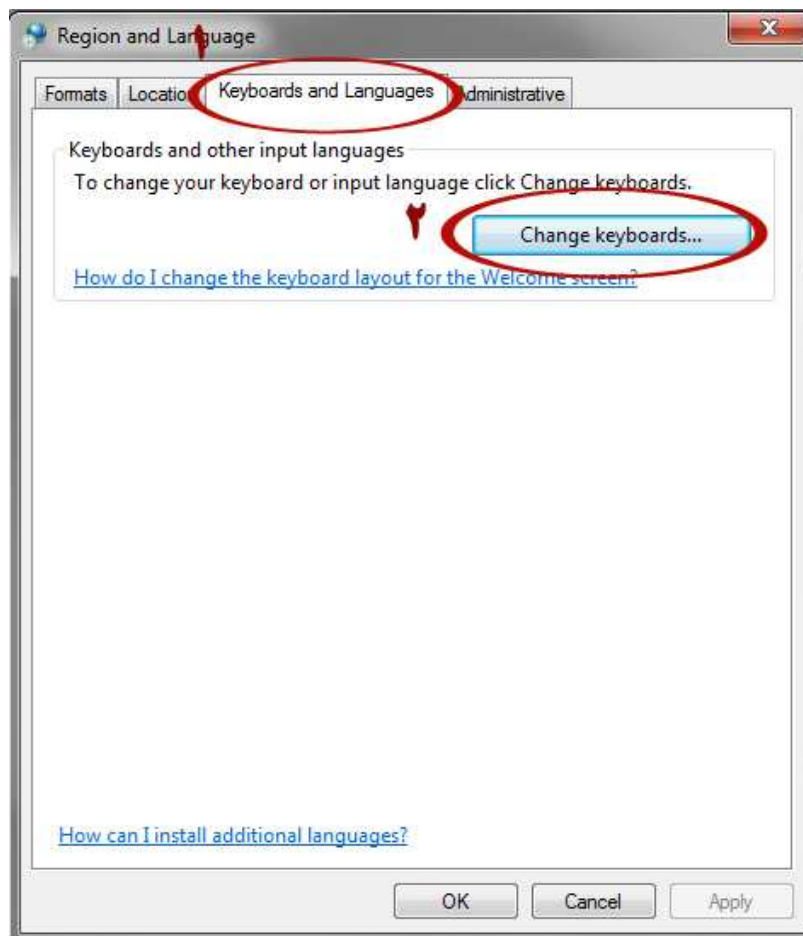 Region and Language
۱
Formats Location Keyboards and Languages Administrative
Keyboards and other input languages
To change your keyboard or input language click Change keyboards.
۲
Change keyboards...
How do I change the keyboard layout for the Welcome screen?
How can I install additional languages?
OK Cancel Apply